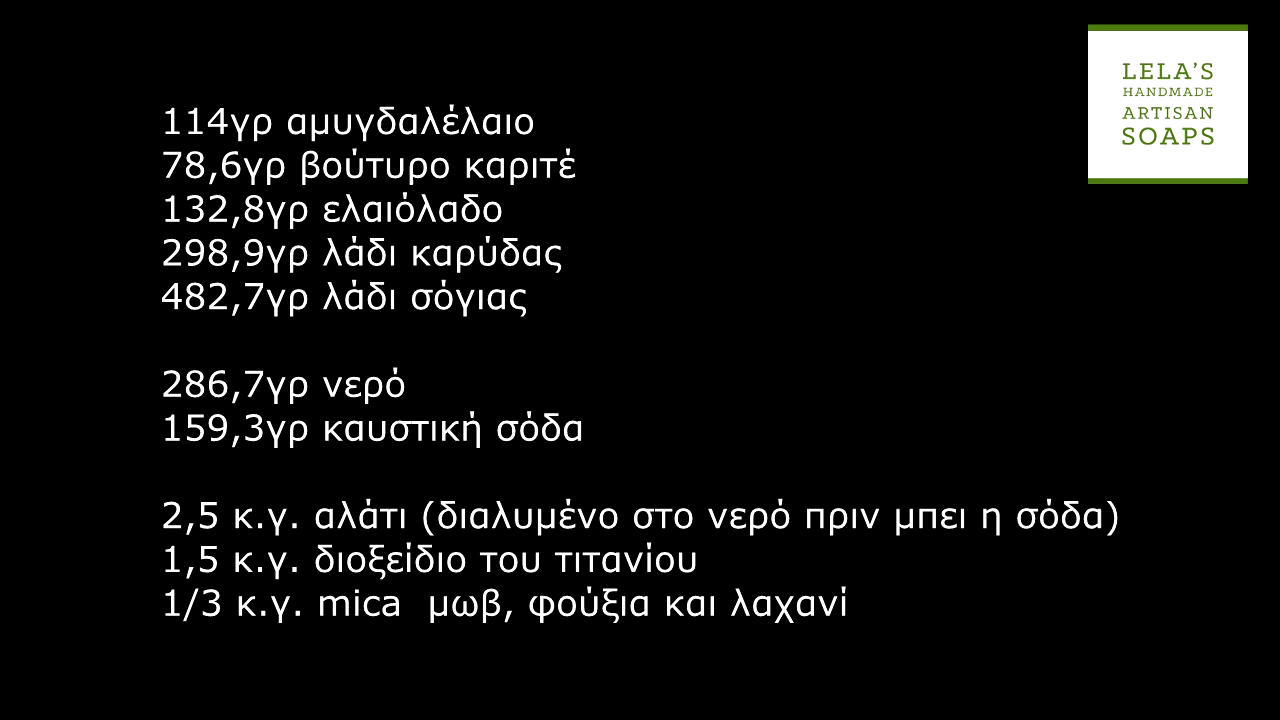 LELA'S
HANDMADE
ARTISAN
SOAPS
114γρ αμυγδαλέλαιο
78,6γρ βούτυρο καριτέ
132,8γρ ελαιόλαδο
298,9γρ λάδι καρύδας
482,7γρ λάδι σόγιας
286,7γρ νερό
159,3γρ καυστική σόδα
2,5 κ.γ. αλάτι (διαλυμένο στο νερό πριν μπει η σόδα)
1,5 κ.γ. διοξείδιο του τιτανίου
1/3 κ.γ. mica  μωβ, φούξια και λαχανί